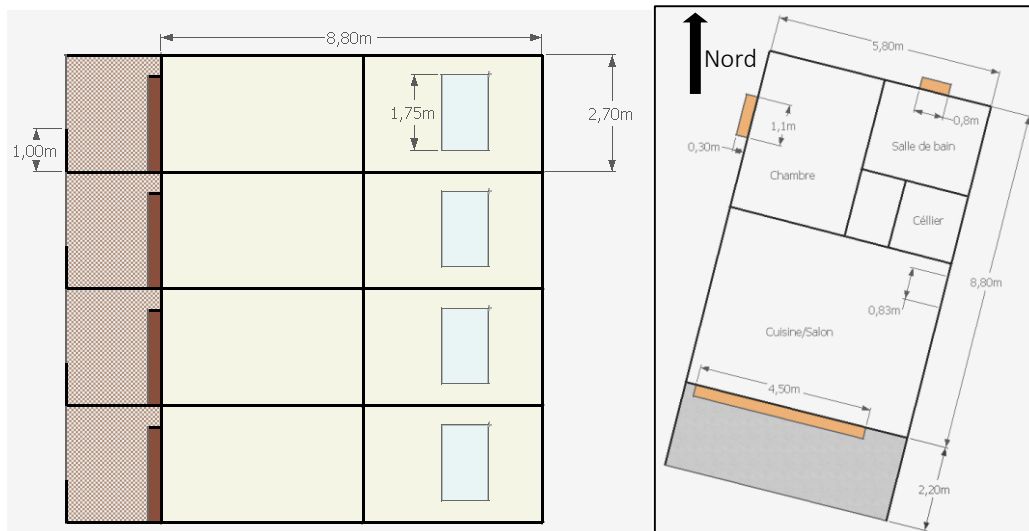 8,80m
1,75m
2,70m
1,00m
Nord
5,80m
1,1m
0,8m
0,30m
Salle de bain
Chambre
Céllier
8,80m
0,83m
Cuisine/Salon
4,50m
2,20m